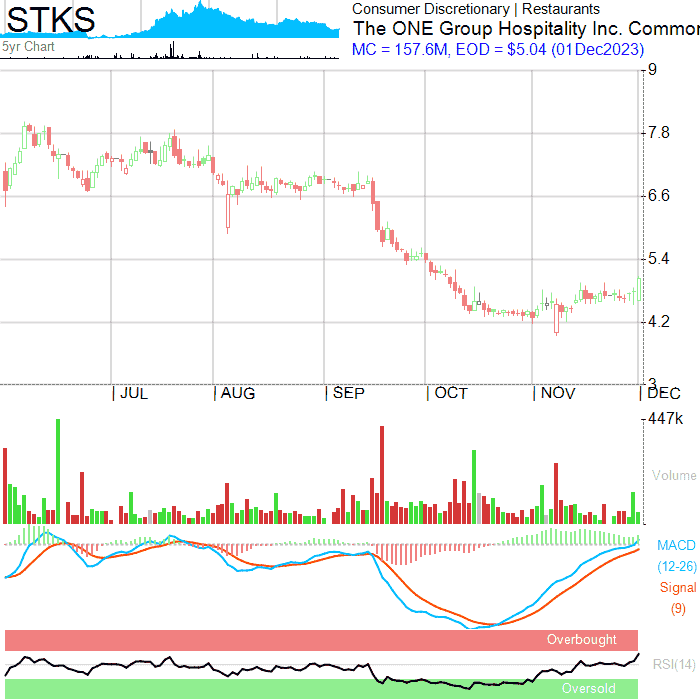 STKS
5yr Chart
Consumer Discretionary | Restaurants
The ONE Group Hospitality Inc. Common
MC = 157.6M, EOD = $5.04 (01Dec2023)
9
7.8
6.6
5.4
4.2
3
JUL AUG SEP OCT NOV DEC
447k
Volume
MACD
(12-26)
Signal
(9)
Overbought
RSI(14)
Oversold